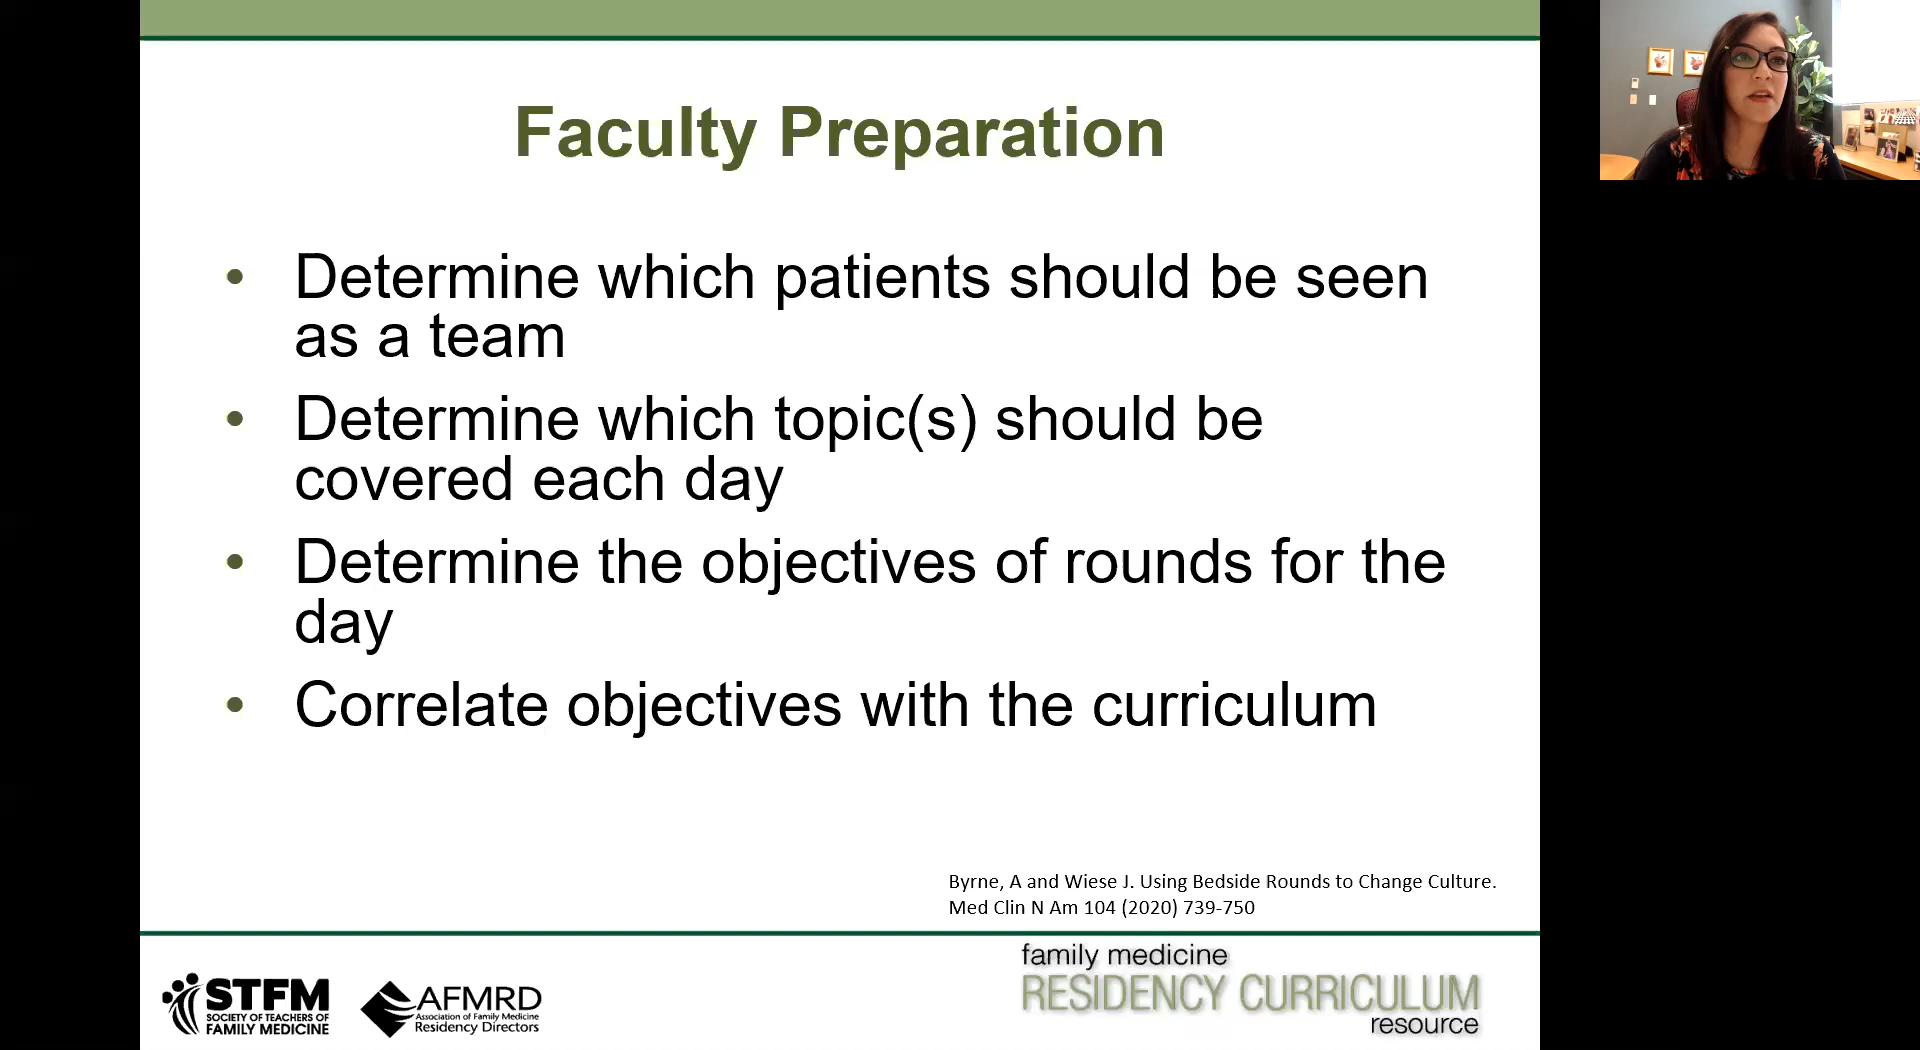 Faculty Preparation
• Determine which patients should be seen
as a team
• Determine which topic(s) should be
covered each day
• Determine the objectives of rounds for the
day
• Correlate objectives with the curriculum
Byrne, A and Wiese J. Using Bedside Rounds to Change Culture.
Med Clin N Am 104 (2020) 739-750
STFM
SOCIETY OF TEACHERS OF
FAMILY MEDICINE
AFMRD
Association of Family Medicine
Residency Directors
family medicine
RESIDENCY CURRICULUM
resource